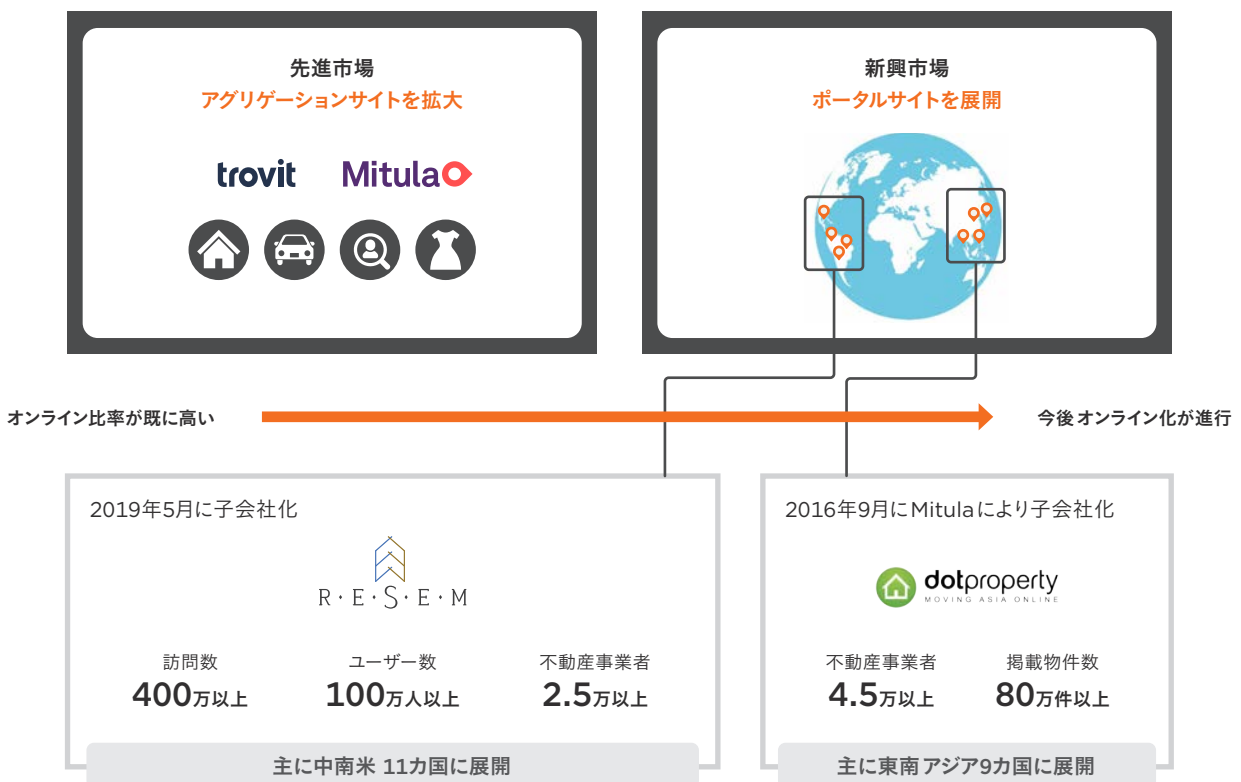 先進市場
アグリゲーションサイトを拡大
trovit
Mitula
新興市場
ポータルサイトを展開
オンライン比率が既に高い
今後オンライン化が進行
2019年5月に子会社化
R・E・S・E・M
訪問数
400万以上
ユーザー数
100万人以上
不動産事業者
2.5万以上
主に中南米 11カ国に展開
2016年9月にMitulaにより子会社化
dotproperty
MOVING ASIA ONLINE
不動産事業者
4.5万以上
掲載物件数
80万件以上
主に東南アジア9カ国に展開